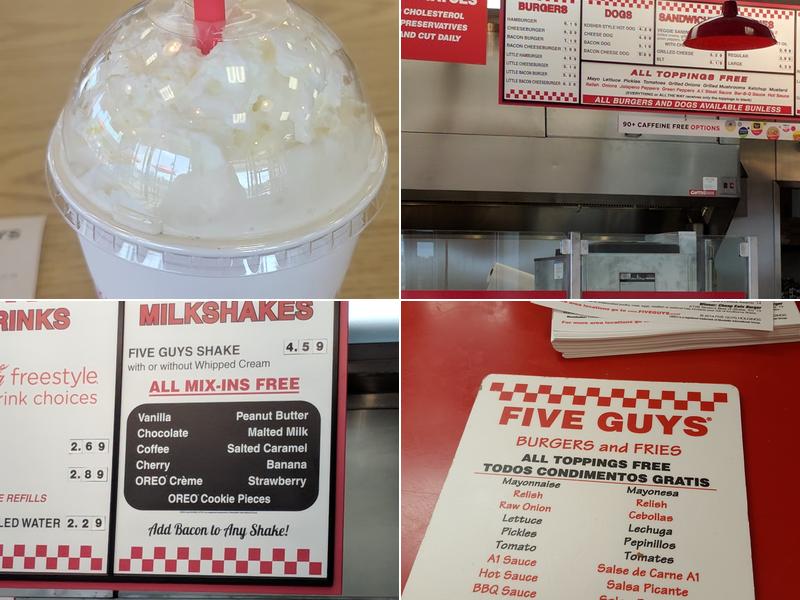 CHOLESTEROL
PRESERVATIVES
AND CUT DAILY
BURGERS
HAMBURGER
CHEESEBURGER
BACON BURGER
BACON CHEESEBURGER
LITTLE HAMBURGER
LITTLE CHEESEBURGER
LITTLE BACON BURGER
LITTLE BACON CHEESEBURGER
DOGS
KOSHER STYLE HOT DOG
CHEESE DOG
BACON DOG
BACON CHEESE DOG
VEGGIE
GRILLED CHEESE
BLT
REGULAR
LARGE
ALL TOPPINGS FREE
Mayo Lettuce Pickles Tomatoes Grilled Onions Grilled Mushrooms Ketchup Mustard
Relish Onions Jalapeno Peppers Green Peppers A.1 Steak Sauce Bar-B-Q Sauce Hot Sauce
ALL BURGERS AND DOGS AVAILABLE BUNLESS
90+ CAFFEINE FREE OPTIONS
RINKS
freestyle
rink choices
2.69
2.89
E REFILLS
LED WATER 2.29
MILKSHAKES
FIVE GUYS SHAKE 4.59
with or without Whipped Cream
ALL MIX-INS FREE
Vanilla Peanut Butter
Chocolate Malted Milk
Coffee Salted Caramel
Cherry Banana
OREO Crème Strawberry
OREO Cookie Pieces
Add Bacon to Any Shake!
For more area locations go
FIVE GUYS®
BURGERS and FRIES
ALL TOPPINGS FREE
TODOS CONDIMENTOS GRATIS
Mayonnaise Mayonesa
Relish Relish
Raw Onion Cebollas
Lettuce Lechuga
Pickles Pepinillos
Tomato Tomates
A1 Sauce Salse de Carne A1
Hot Sauce Salsa Picante
BBQ Sauce